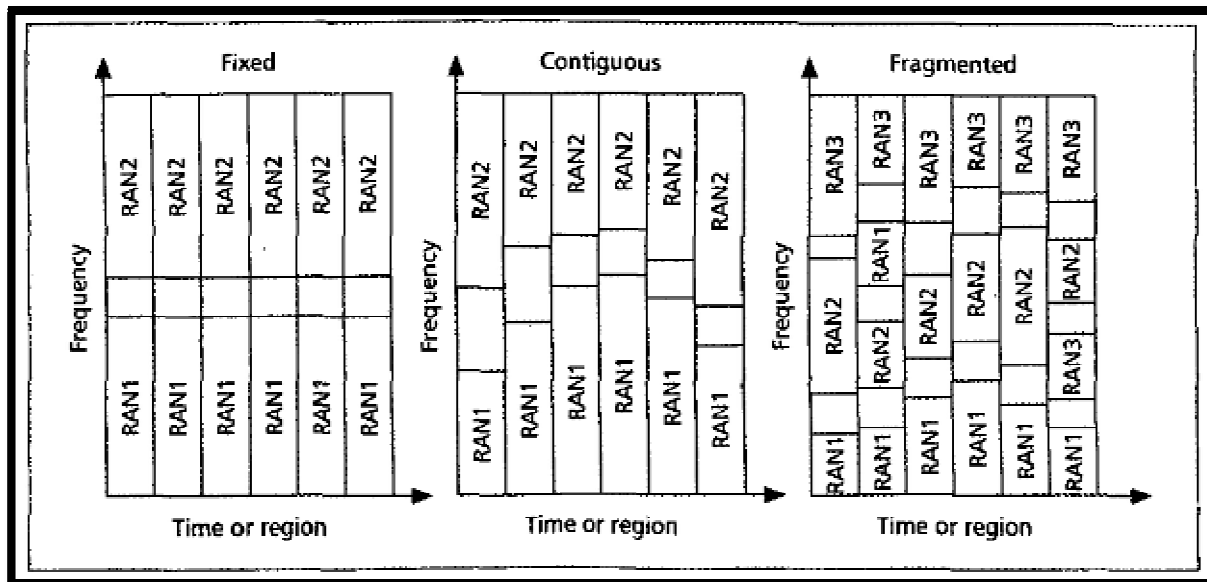 Fixed
Frequency
RAN2 RAN2 RAN2 RAN2 RAN2 RAN2
RAN1 RAN1 RAN1 RAN1 RAN1 RAN1
Time or region
Contiguous
Frequency
RAN2 RAN2 RAN2 RAN2 RAN2 RAN2
RAN1 RAN1 RAN1 RAN1 RAN1 RAN1
Time or region
Fragmented
Frequency
RAN3 RAN3 RAN3 RAN3 RAN3 RAN3
RAN1
RAN2 RAN2 RAN2 RAN2 RAN2 RAN2
RAN3
RAN1 RAN1 RAN1 RAN1 RAN1 RAN1
Time or region